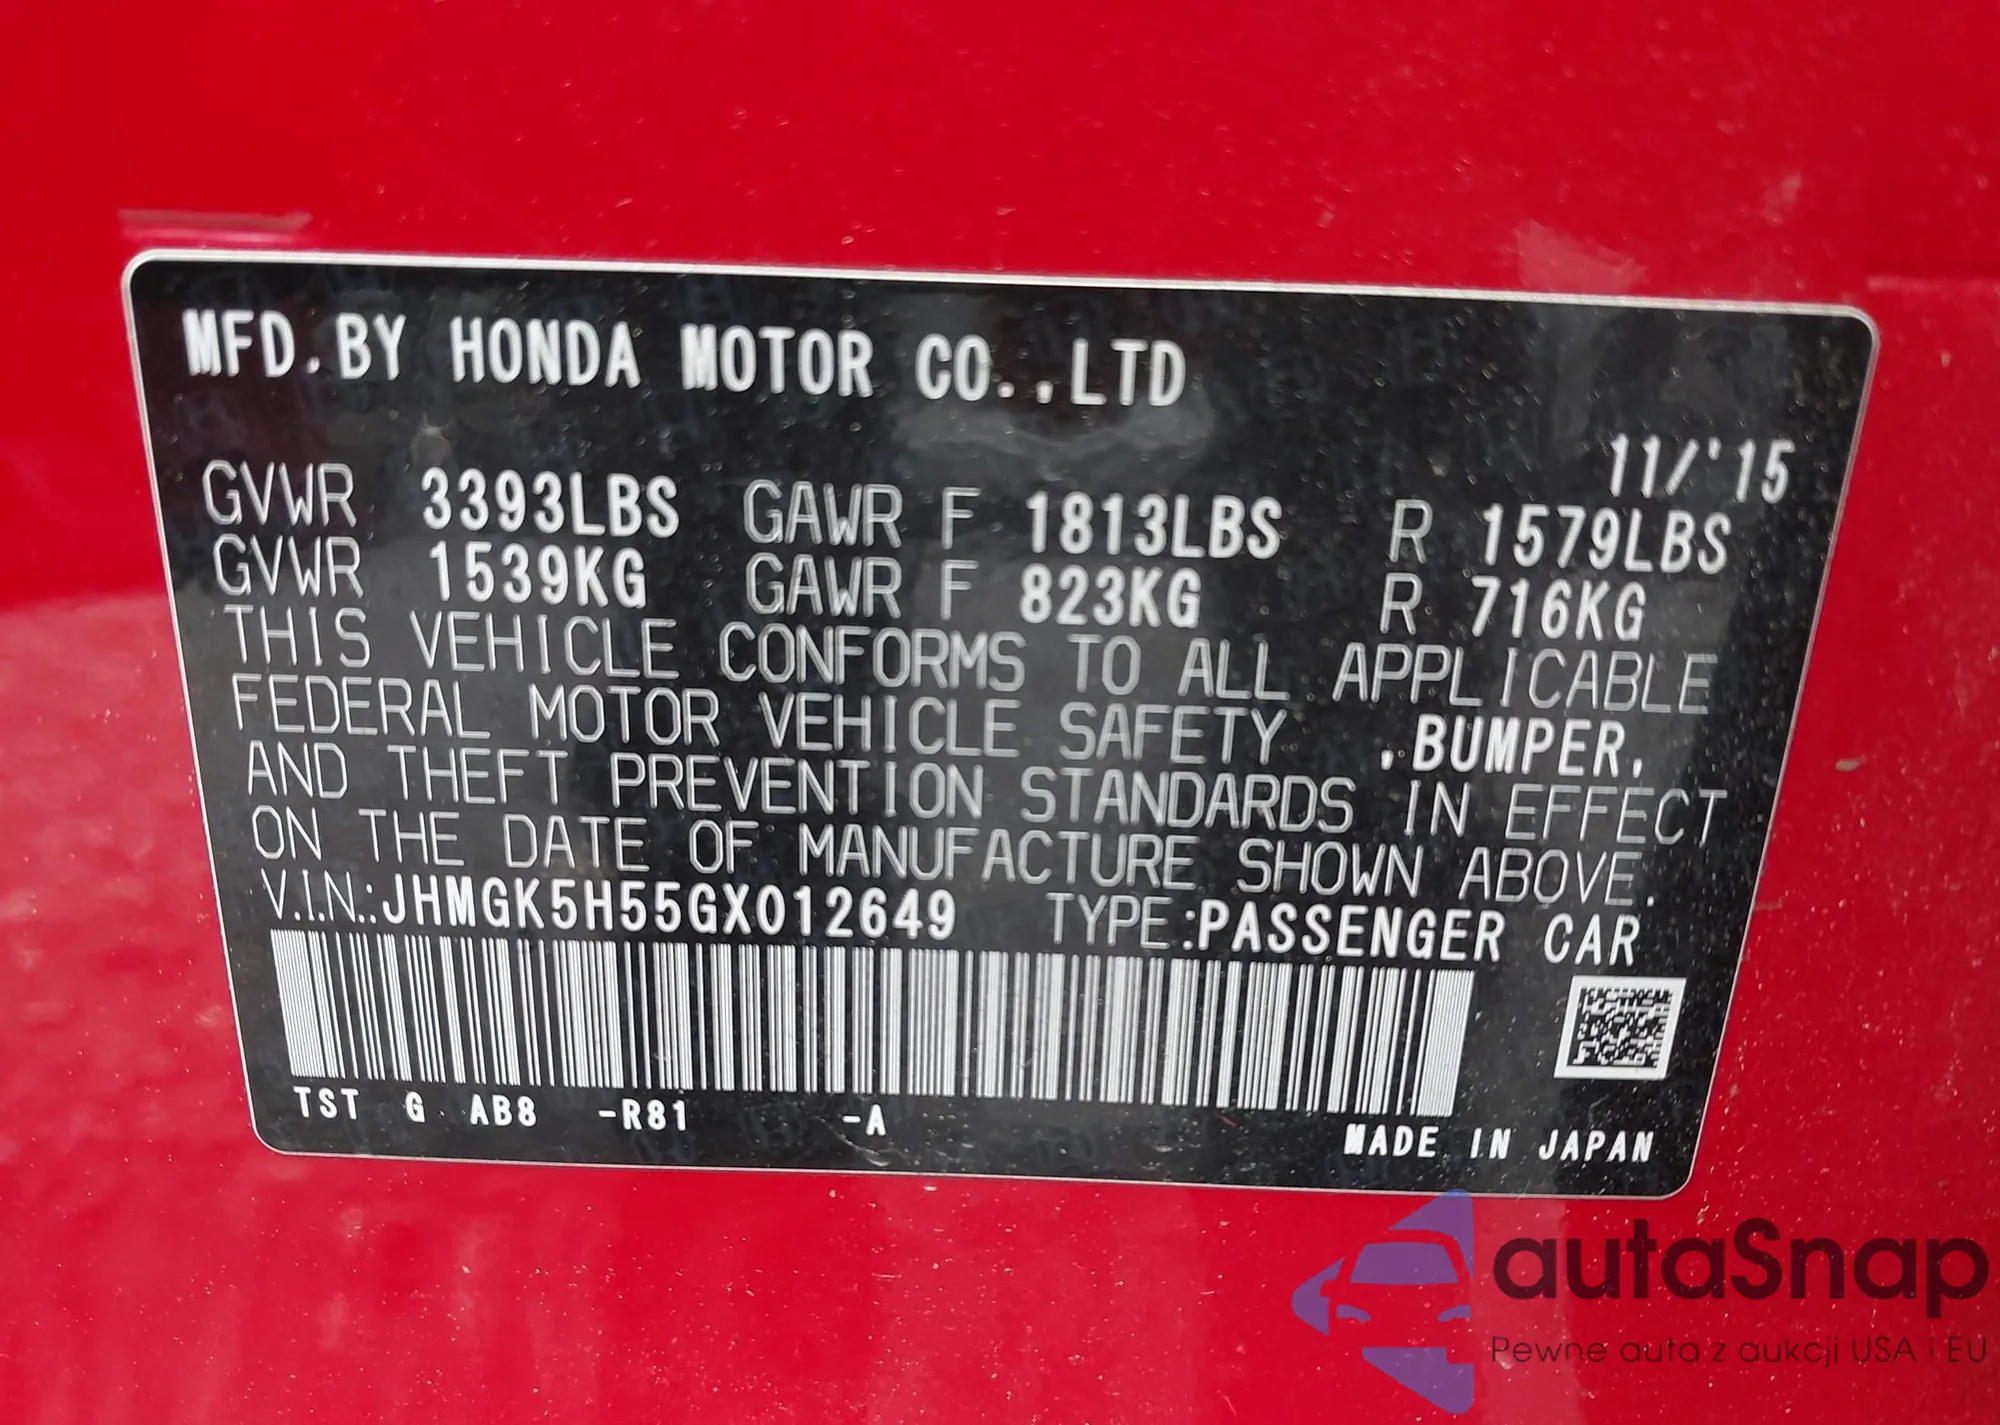 MFD.BY HONDA MOTOR CO.,LTD
11/'15
GVWR 3393LBS GAWR F 1813LBS R 1579LBS
GVWR 1539KG GAWR F 823KG R 716KG
THIS VEHICLE CONFORMS TO ALL APPLICABLE
FEDERAL MOTOR VEHICLE SAFETY ,BUMPER,
AND THEFT PREVENTION STANDARDS IN EFFECT
ON THE DATE OF MANUFACTURE SHOWN ABOVE.
V.I.N.:JHMGK5H55GX012649 TYPE:PASSENGER CAR
TST G AB8 -R81 -A
MADE IN JAPAN
autaSnap
Pewne auta z aukcji USA i EU